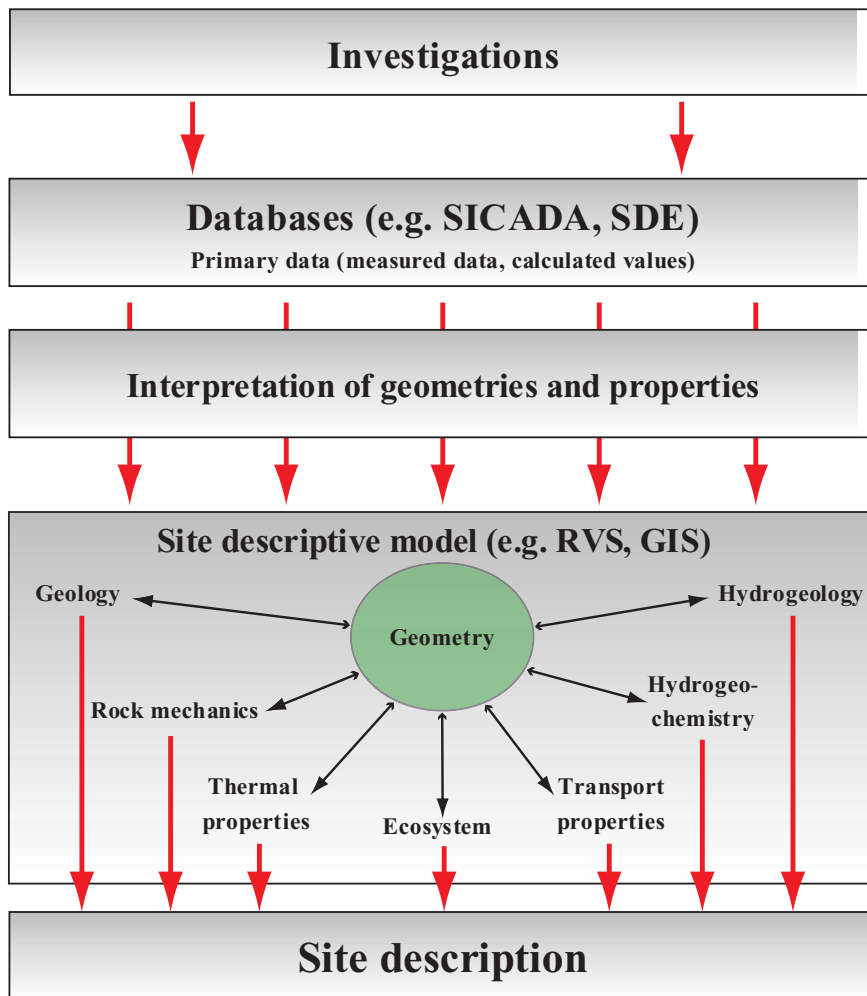 Investigations
Databases (e.g. SICADA, SDE)
Primary data (measured data, calculated values)
Interpretation of geometries and properties
Site descriptive model (e.g. RVS, GIS)
Geology
Hydrogeology
Geometry
Rock mechanics
Hydrogeo-
chemistry
Thermal
properties
Ecosystem
Transport
properties
Site description